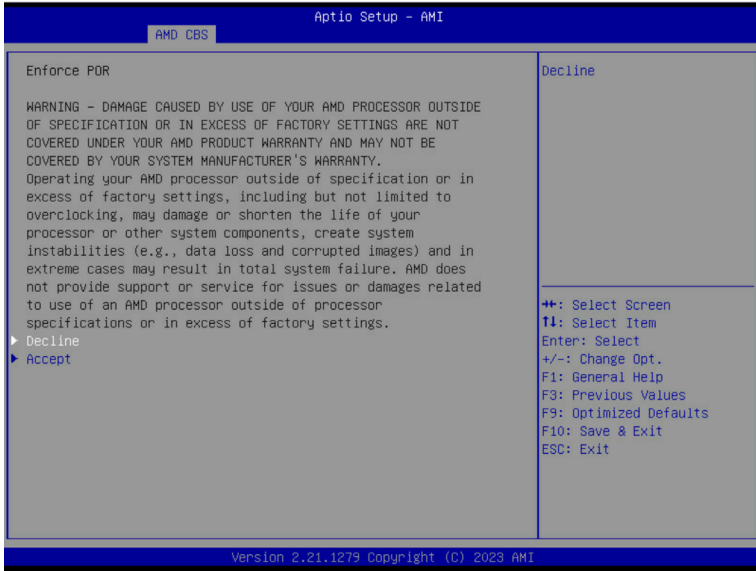 Aptio Setup - AMI
AMD CBS
Enforce POR
WARNING - DAMAGE CAUSED BY USE OF YOUR AMD PROCESSOR OUTSIDE
OF SPECIFICATION OR IN EXCESS OF FACTORY SETTINGS ARE NOT
COVERED UNDER YOUR AMD PRODUCT WARRANTY AND MAY NOT BE
COVERED BY YOUR SYSTEM MANUFACTURER'S WARRANTY.
Operating your AMD processor outside of specification or in
excess of factory settings, including but not limited to
overclocking, may damage or shorten the life of your
processor or other system components, create system
instabilities (e.g., data loss and corrupted images) and in
extreme cases may result in total system failure. AMD does
not provide support or service for issues or damages related
to use of an AMD processor outside of processor
specifications or in excess of factory settings.
Decline
Accept
Decline
→←: Select Screen
↑↓: Select Item
Enter: Select
+/-: Change Opt.
F1: General Help
F3: Previous Values
F9: Optimized Defaults
F10: Save & Exit
ESC: Exit
Version 2.21.1279 Copyright (C) 2023 AMI